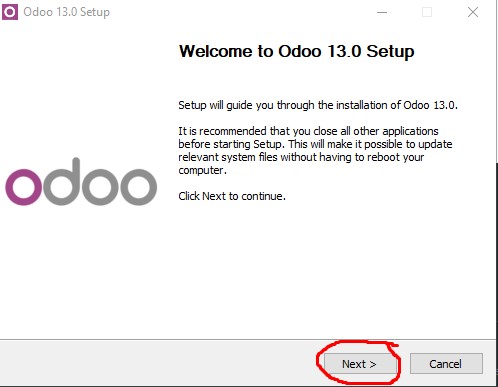 Odoo 13.0 Setup
Welcome to Odoo 13.0 Setup
Setup will guide you through the installation of Odoo 13.0.
It is recommended that you close all other applications
before starting Setup. This will make it possible to update
relevant system files without having to reboot your
computer.
Click Next to continue.
odoo
Next >
Cancel